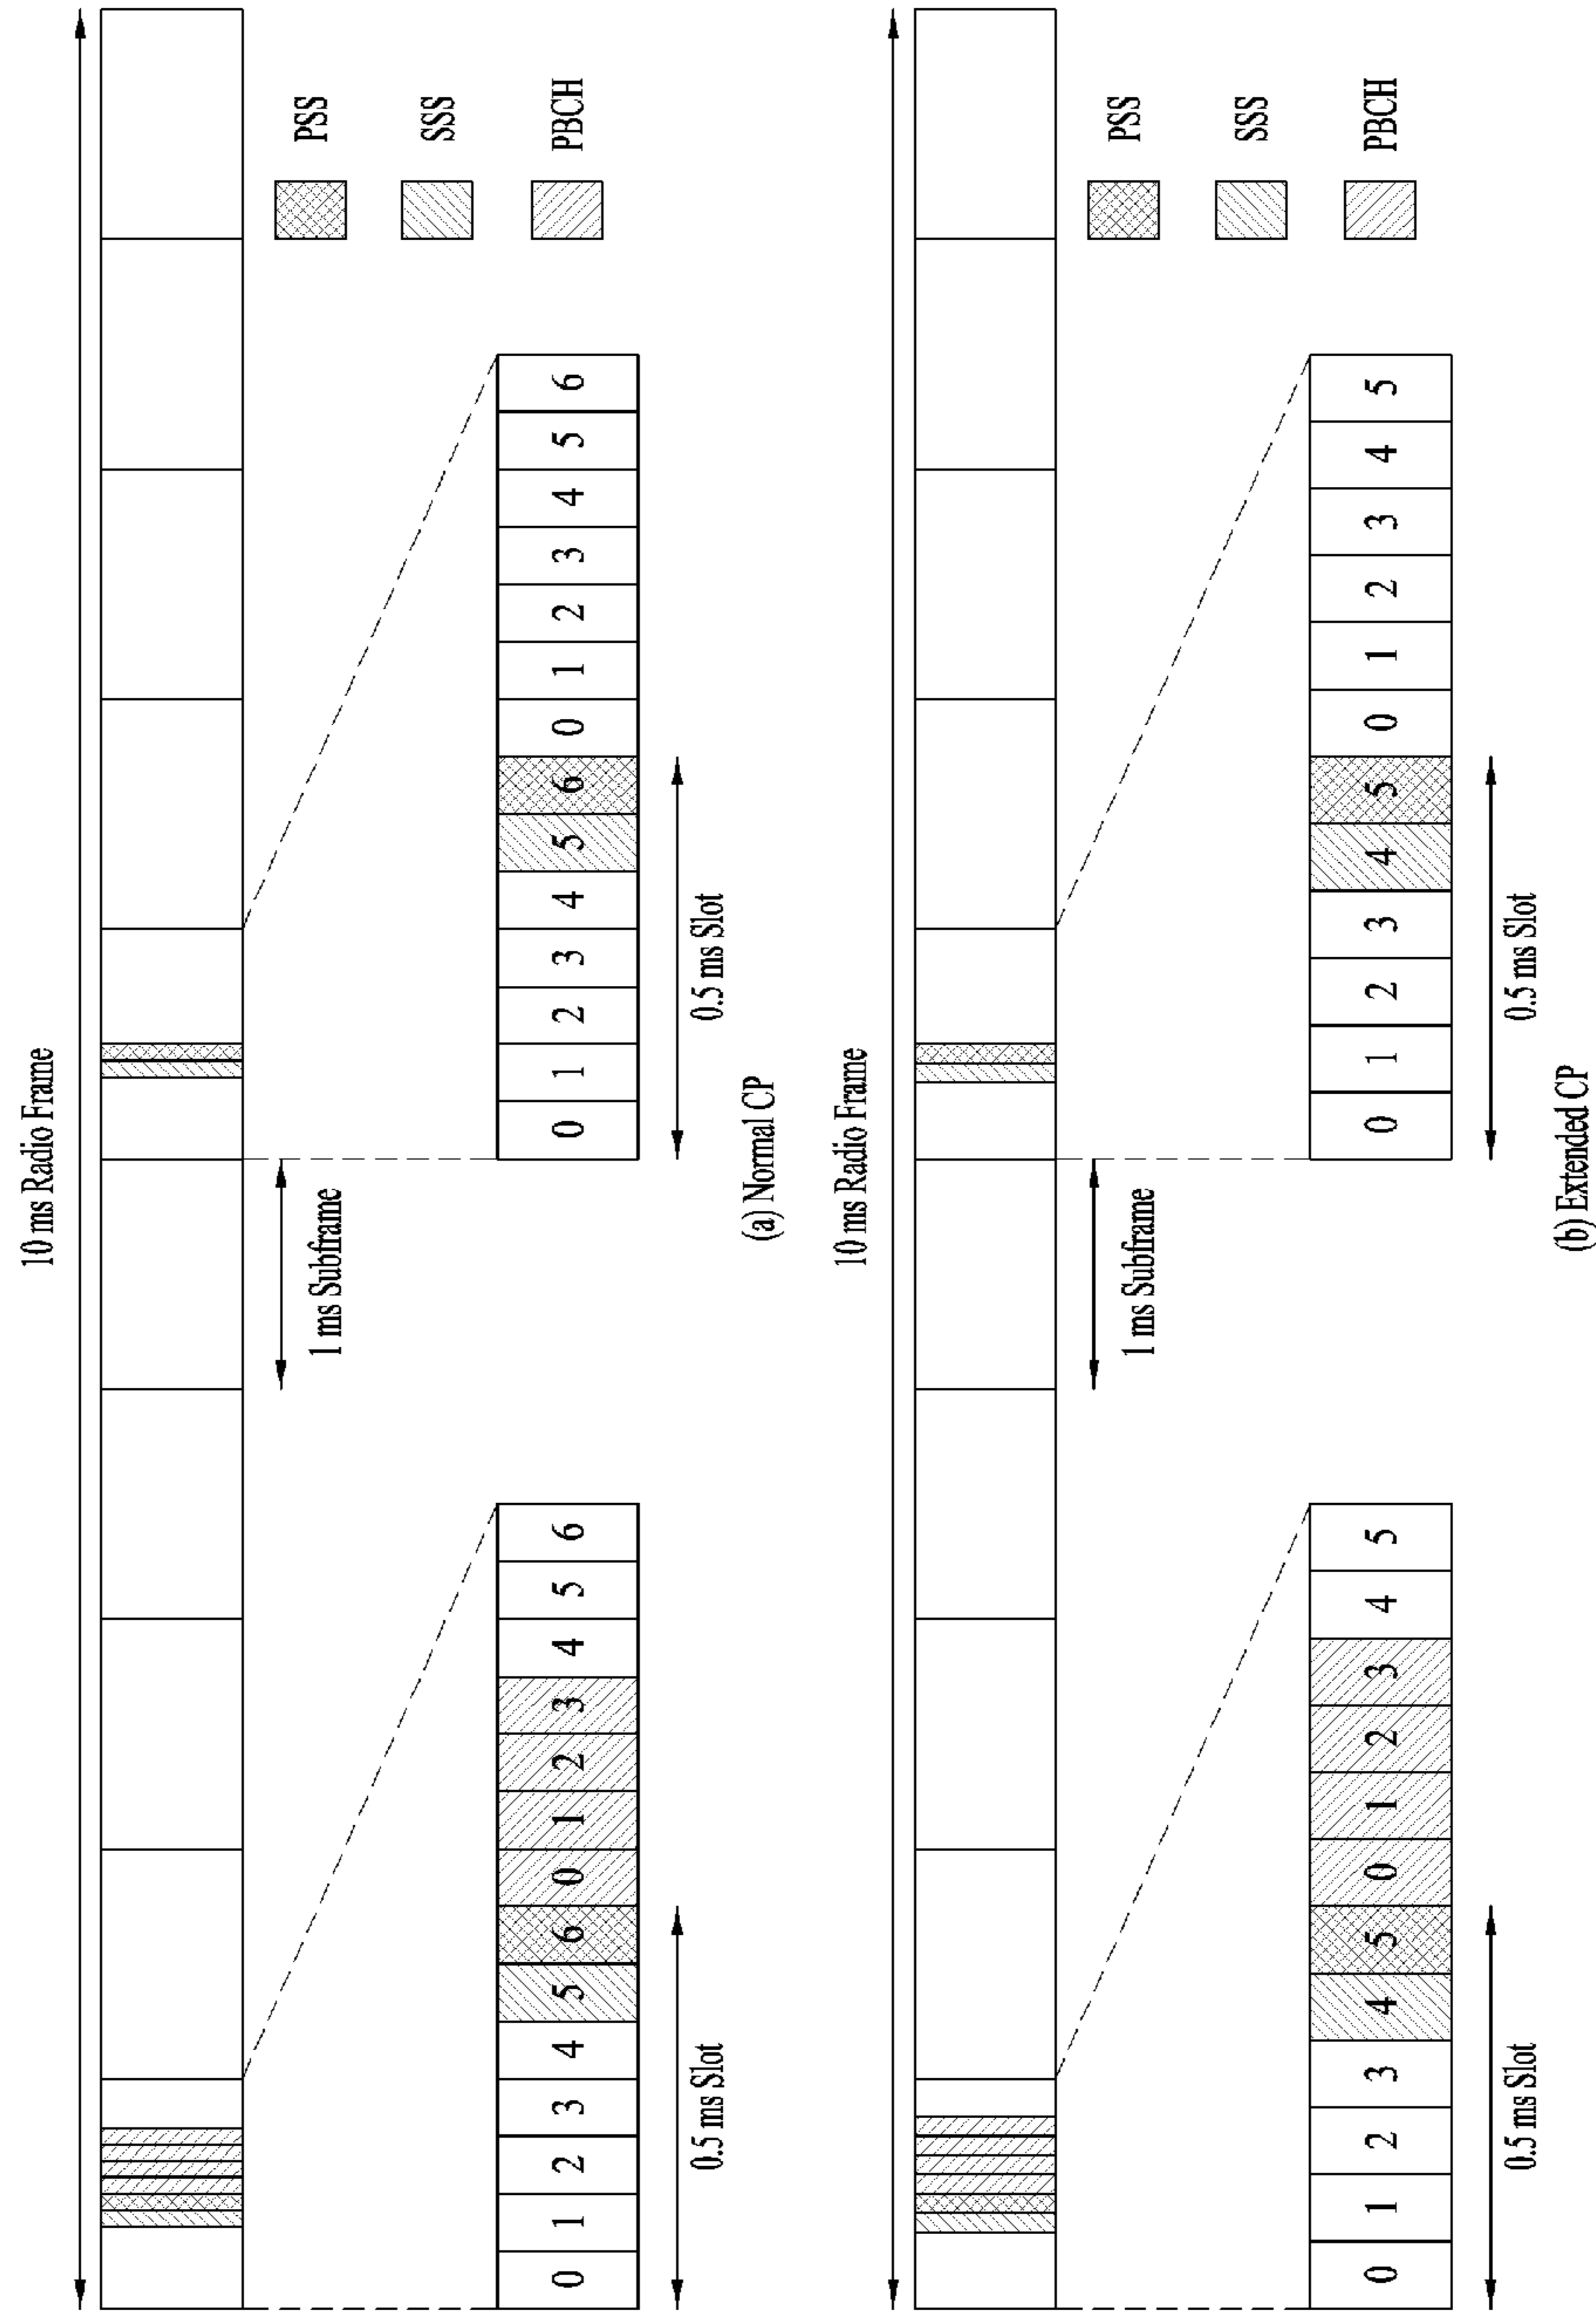 10 ms Radio Frame
PSS
SSS
PBCH
1 ms Subframe
0 1 2 3 4 5 6 0 1 2 3 4 5 6
0 1 2 3 4 5 6 0 1 2 3 4 5 6
0.5 ms Slot
0.5 ms Slot
(a) Normal CP
10 ms Radio Frame
PSS
SSS
PBCH
1 ms Subframe
0 1 2 3 4 5 0 1 2 3 4 5
0 1 2 3 4 5 0 1 2 3 4 5
0.5 ms Slot
0.5 ms Slot
(b) Extended CP